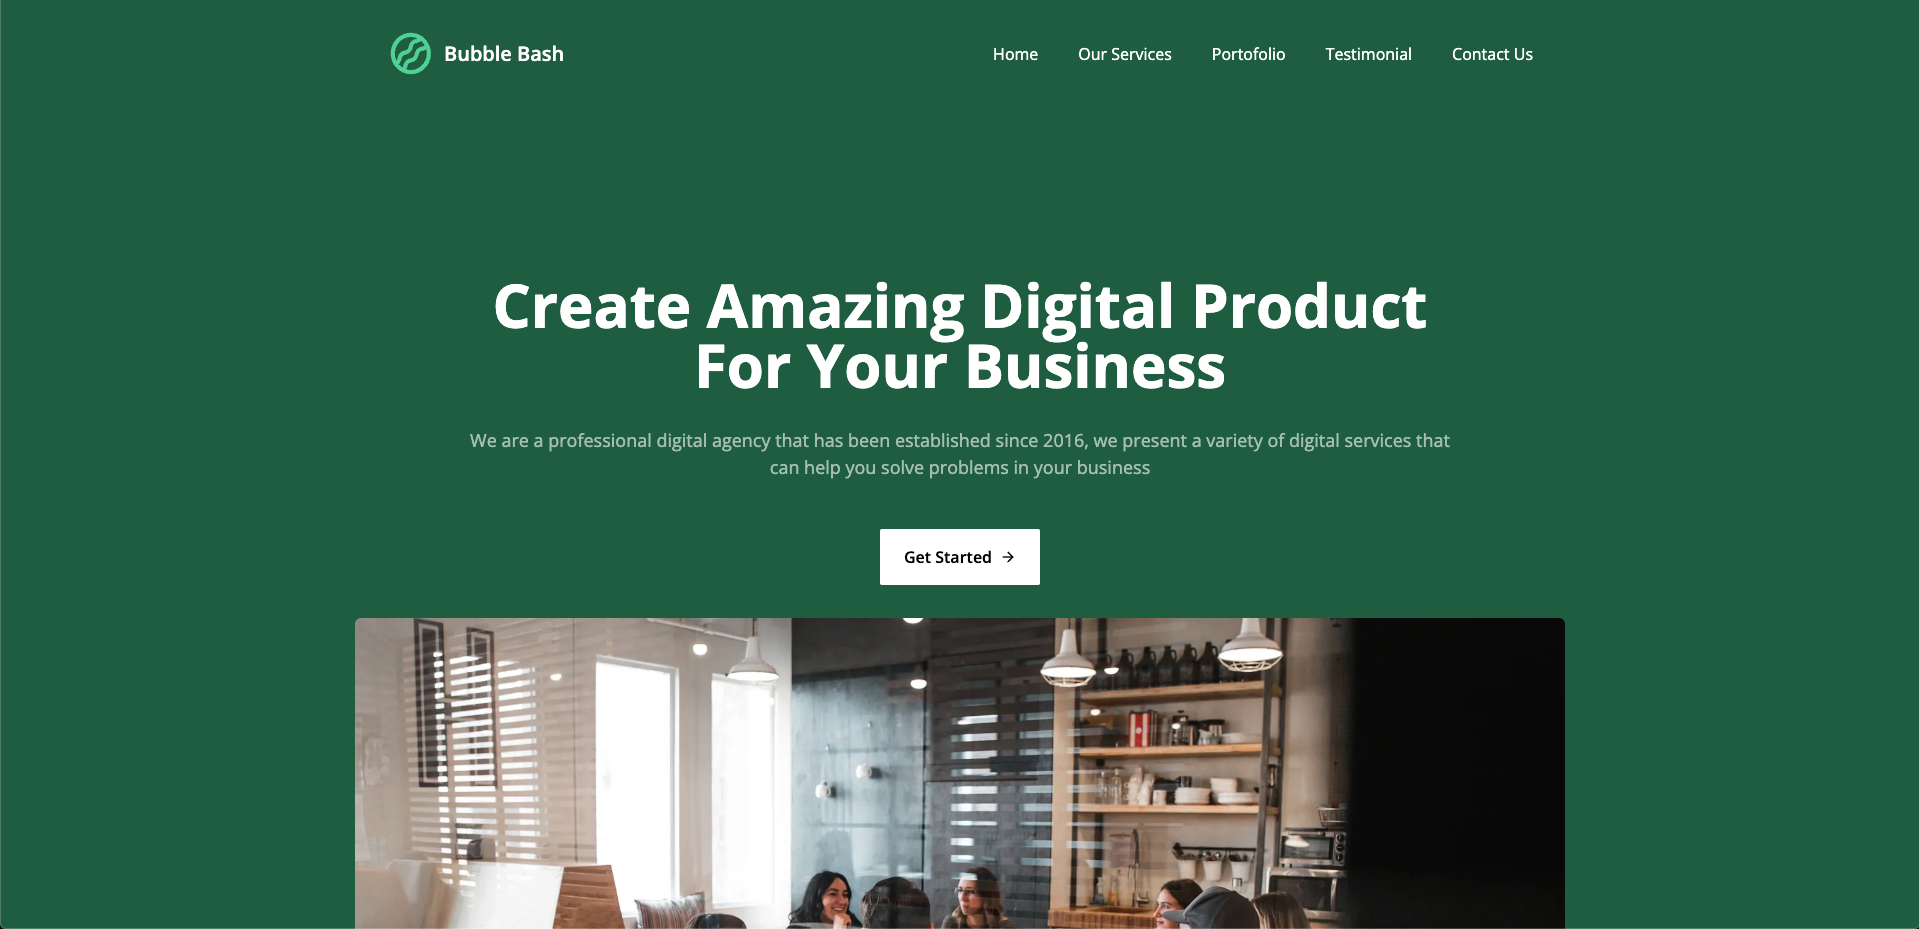 Bubble Bash
Home
Our Services
Portofolio
Testimonial
Contact Us
Create Amazing Digital Product
For Your Business
We are a professional digital agency that has been established since 2016, we present a variety of digital services that
can help you solve problems in your business
Get Started